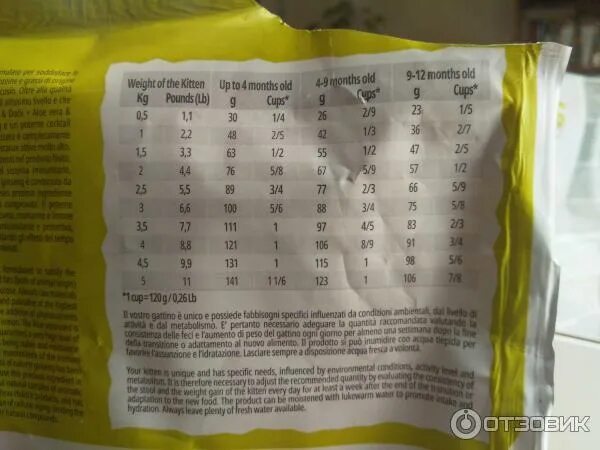 mulato per soddisfare le
Weight of the Kitten Up to 4 months old 4-9 months old 9-12 months old
Kg Pounds (Lb) g Cups* g Cups* g Cups*
0,5 1,1 30 1/4 26 2/9 23 1/5
1 2,2 48 2/5 42 1/3 36 2/7
1,5 3,3 63 1/2 55 1/2 47 2/5
2 4,4 76 5/8 67 5/9 57 1/2
2,5 5,5 89 3/4 77 2/3 66 5/9
3 6,6 100 5/6 88 3/4 75 5/8
3,5 7,7 111 1 97 4/5 83 2/3
4 8,8 121 1 106 8/9 91 3/4
4,5 9,9 131 1 115 1 98 5/6
5 11 141 1 1/6 123 1 106 7/8
*1 cup = 120 g / 0,26 Lb
Il vostro gattino è unico e possiede fabbisogni specifici influenzati da condizioni ambientali, dal livello di
attività e dal metabolismo. E' pertanto necessario adeguare la quantità raccomandata valutando la
consistenza delle feci e l'aumento di peso del gattino ogni giorno per almeno una settimana dopo la fine
della transizione o adattamento al nuovo alimento. Il prodotto si può inumidire con acqua tiepida per
favorire l'assunzione e l'idratazione. Lasciare sempre a disposizione acqua fresca a volontà.
Your kitten is unique and has specific needs, influenced by environmental conditions, activity level and
metabolism. It is therefore necessary to adjust the recommended quantity by evaluating the consistency of
the stool and the weight gain of the kitten every day for at least a week after the end of the transition or
adaptation to the new food. The product can be moistened with lukewarm water to promote intake and
hydration. Always leave plenty of fresh water available.
ОТЗОВИК